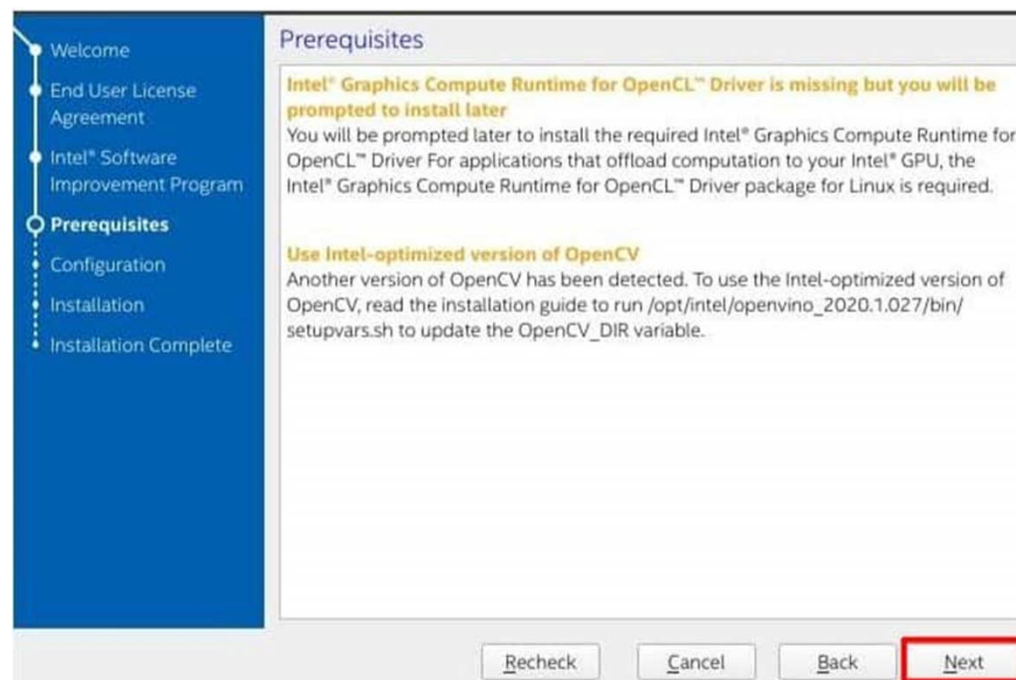 Welcome
End User License
Agreement
Intel® Software
Improvement Program
Prerequisites
Configuration
Installation
Installation Complete
Prerequisites
Intel® Graphics Compute Runtime for OpenCL™ Driver is missing but you will be
prompted to install later
You will be prompted later to install the required Intel® Graphics Compute Runtime for
OpenCL™ Driver For applications that offload computation to your Intel® GPU, the
Intel® Graphics Compute Runtime for OpenCL™ Driver package for Linux is required.
Use Intel-optimized version of OpenCV
Another version of OpenCV has been detected. To use the Intel-optimized version of
OpenCV, read the installation guide to run /opt/intel/openvino_2020.1.027/bin/
setupvars.sh to update the OpenCV_DIR variable.
Recheck Cancel Back Next